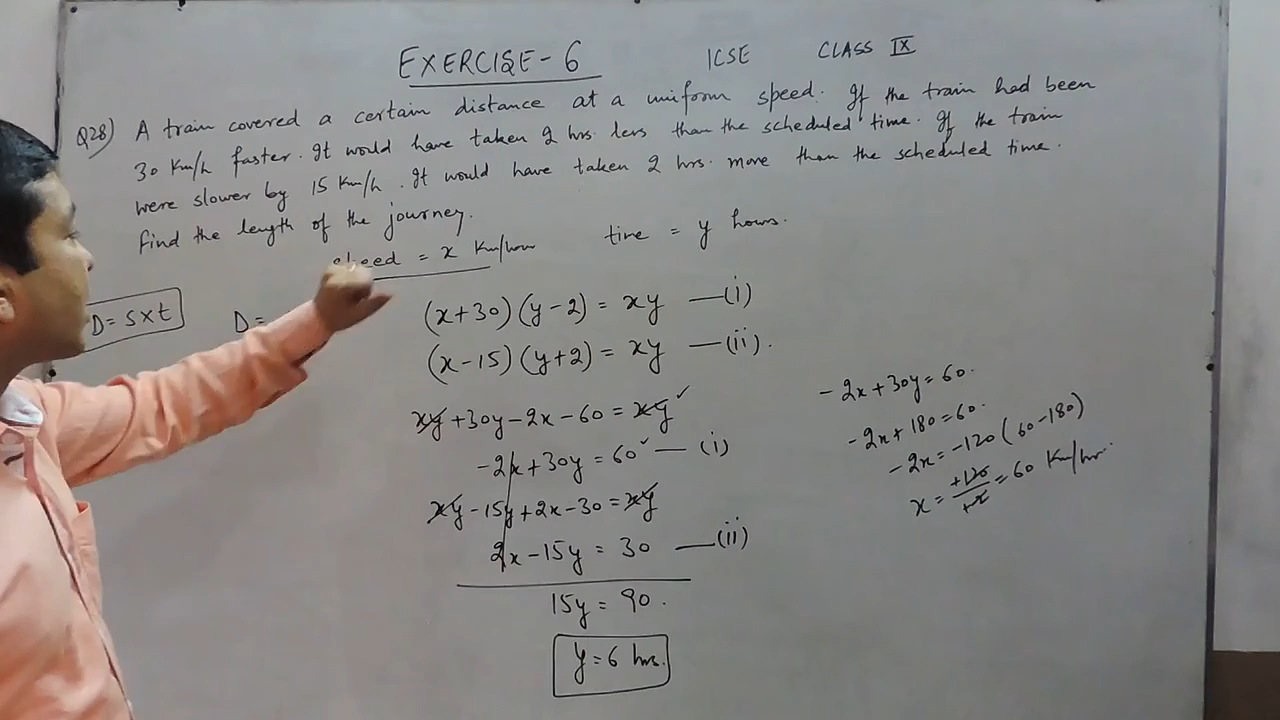 EXERCISE-6 ICSE CLASS IX
Q28) A train covered a certain distance at a uniform speed. If the train had been
30 Km/h faster. It would have taken 2 hrs. less than the scheduled time. If the train
were slower by 15 Km/h. It would have taken 2 hrs. more than the scheduled time.
Find the length of the journey.
speed = x Km/hour time = y hours.
D= S×t D=
(x+30)(y-2) = xy —(i)
(x-15)(y+2) = xy —(ii).
xy+30y-2x-60 = xy✓
-2x+30y = 60✓ —(i)
xy-15y+2x-30 = xy
2x-15y = 30 —(ii)
15y = 90.
y=6 hrs.
-2x+30y=60.
-2x+180=60.
-2x=-120 (60-180)
x= +120/+2 = 60 Km/hr.